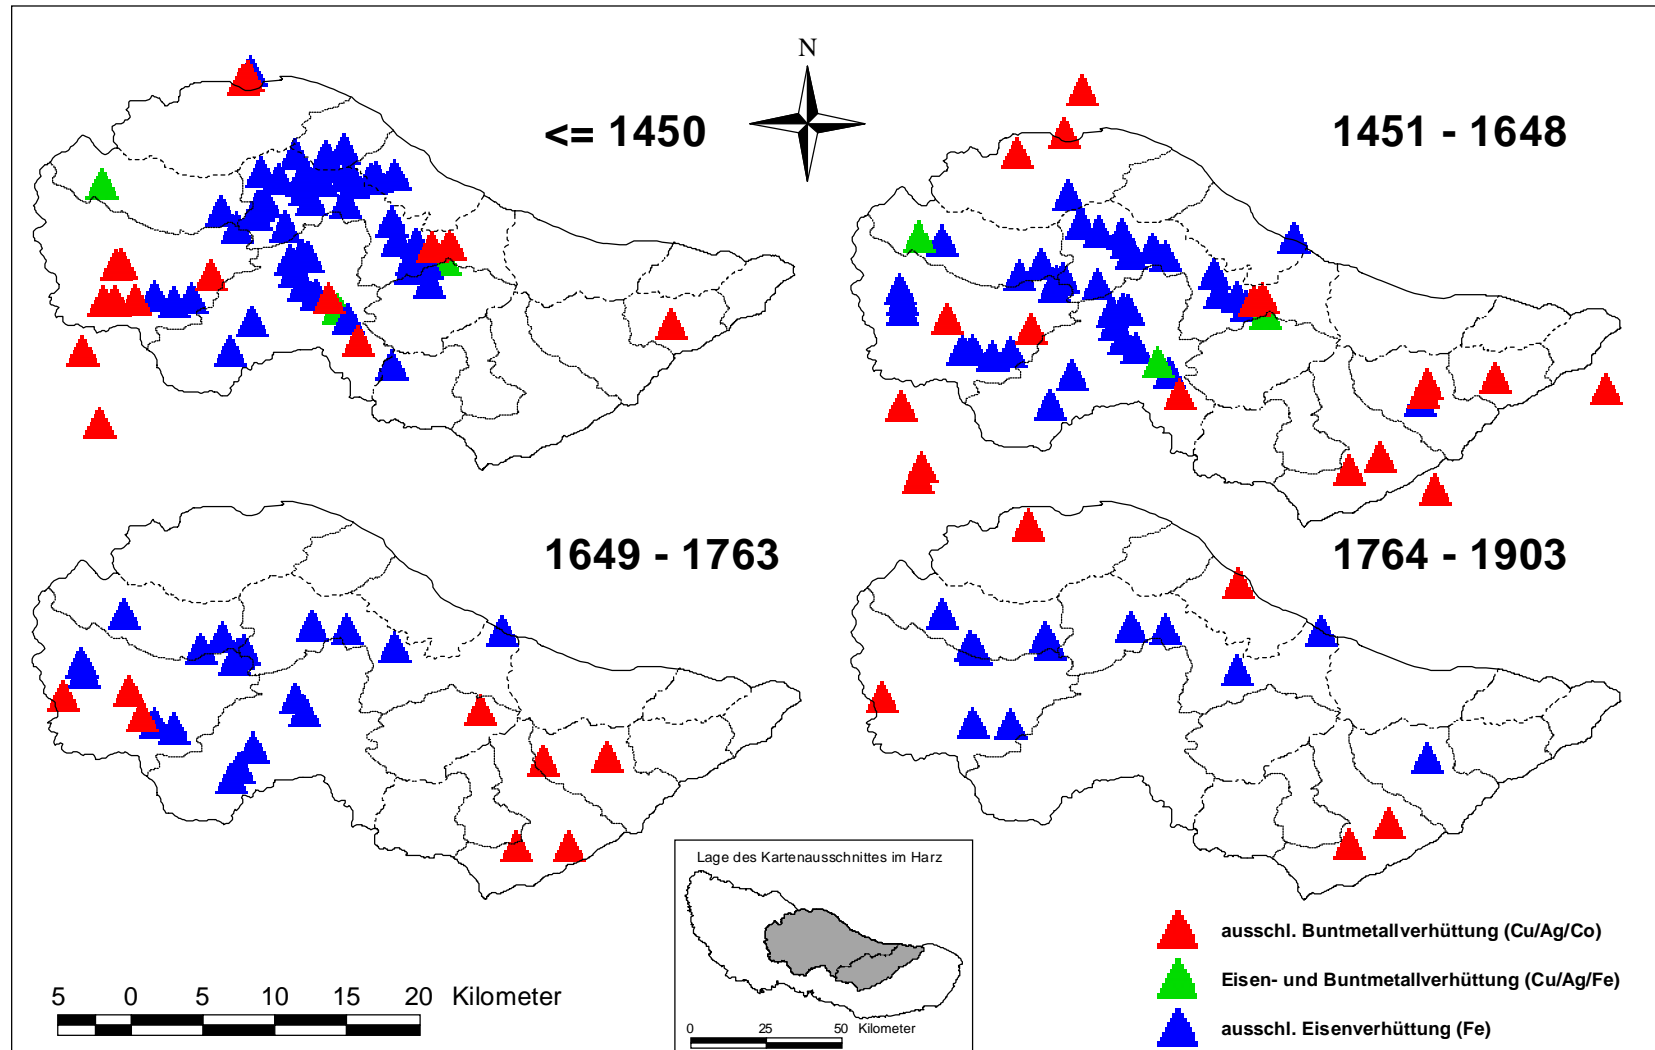 N
<= 1450
1451 - 1648
1649 - 1763
1764 - 1903
Lage des Kartenausschnittes im Harz
0 25 50 Kilometer
5 0 5 10 15 20 Kilometer
ausschl. Buntmetallverhüttung (Cu/Ag/Co)
Eisen- und Buntmetallverhüttung (Cu/Ag/Fe)
ausschl. Eisenverhüttung (Fe)